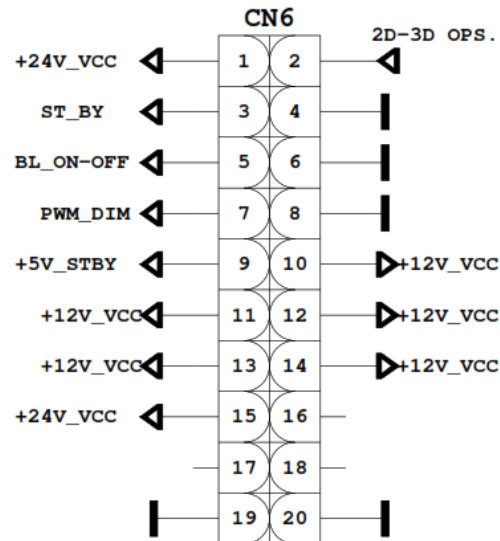 CN6
2D-3D OPS.
+24V_VCC 1 2
ST_BY 3 4
BL_ON-OFF 5 6
PWM_DIM 7 8
+5V_STBY 9 10 +12V_VCC
+12V_VCC 11 12 +12V_VCC
+12V_VCC 13 14 +12V_VCC
+24V_VCC 15 16
17 18
19 20